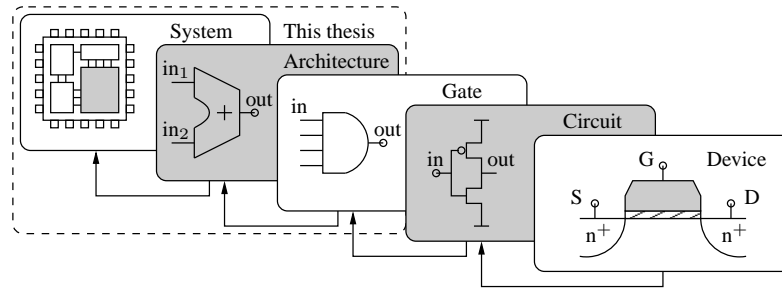 System
This thesis
Architecture
in1
in2
+
out
Gate
in
out
Circuit
in
out
Device
G
S
D
n+
n+